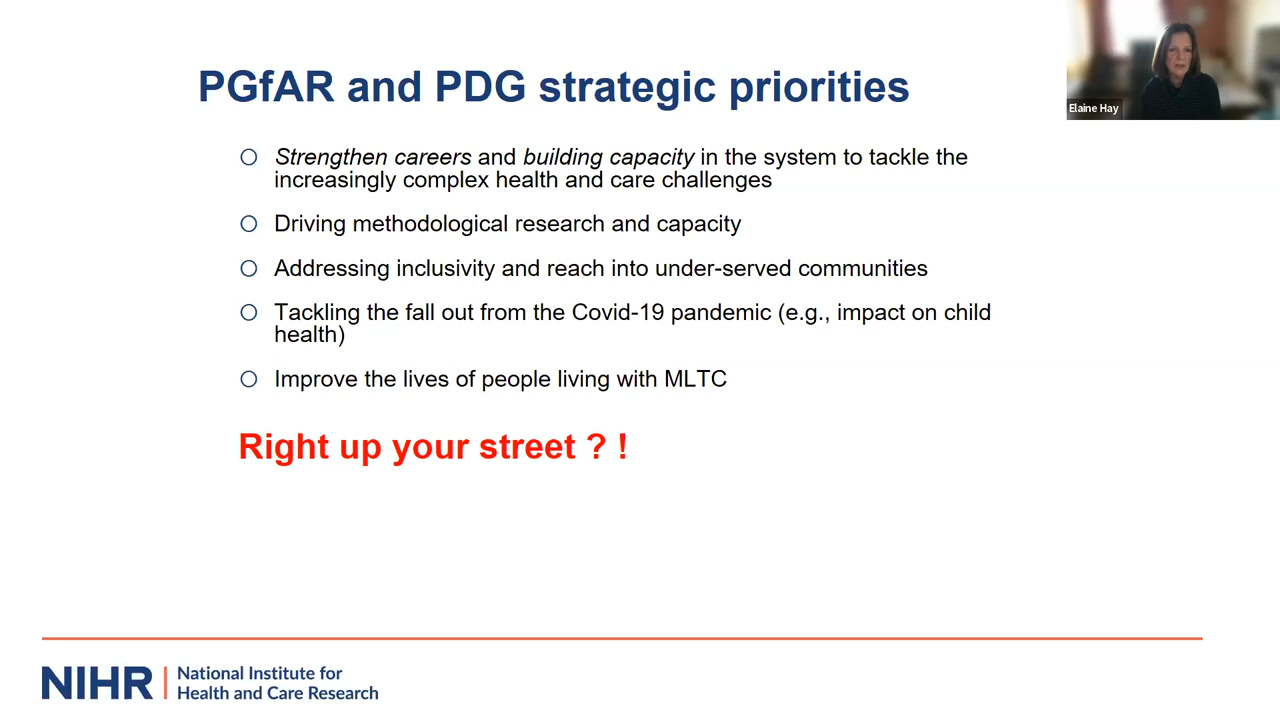 PGfAR and PDG strategic priorities
Elaine Hay
Strengthen careers and building capacity in the system to tackle the
increasingly complex health and care challenges
Driving methodological research and capacity
Addressing inclusivity and reach into under-served communities
Tackling the fall out from the Covid-19 pandemic (e.g., impact on child
health)
Improve the lives of people living with MLTC
Right up your street ? !
NIHR
National Institute for
Health and Care Research